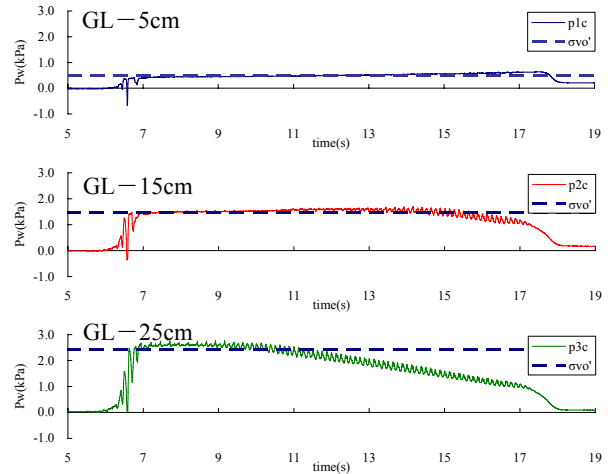 GL－5cm
3.0
2.0
1.0
0.0
-1.0
Pw(kPa)
p1c
σvo'
5 7 9 11 13 15 17 19
time(s)
GL－15cm
3.0
2.0
1.0
0.0
-1.0
Pw(kPa)
p2c
σvo'
5 7 9 11 13 15 17 19
time(s)
GL－25cm
3.0
2.0
1.0
0.0
-1.0
Pw(kPa)
p3c
σvo'
5 7 9 11 13 15 17 19
time(s)